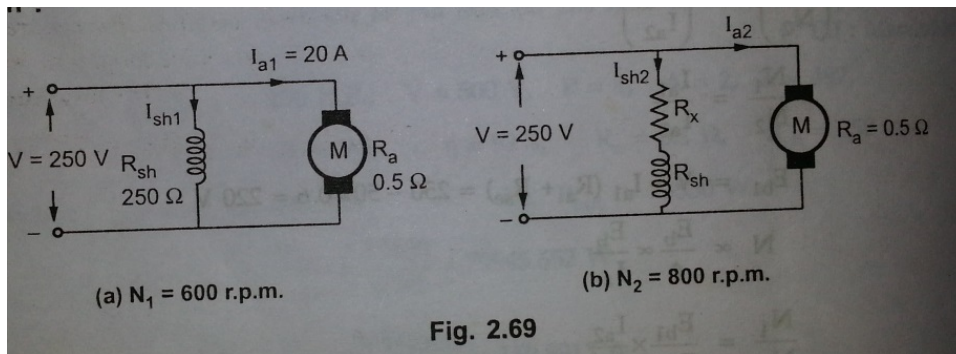 I_a1 = 20 A
+
I_sh1
V = 250 V
R_sh
250 Ω
M
R_a
0.5 Ω
–
(a) N_1 = 600 r.p.m.
I_a2
+
I_sh2
R_x
V = 250 V
M
R_a = 0.5 Ω
R_sh
–
(b) N_2 = 800 r.p.m.
Fig. 2.69